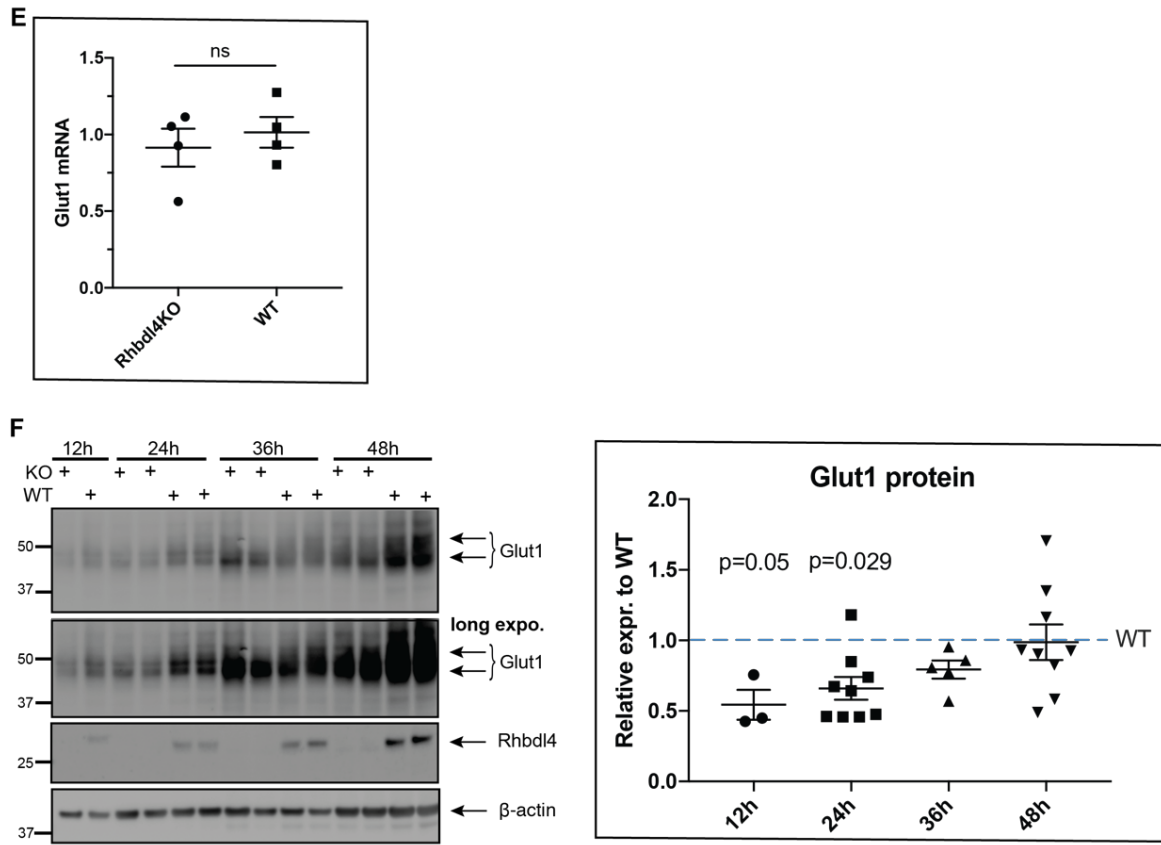 E
ns
1.5
1.0
0.5
0.0
Glut1 mRNA
Rhbdl4KO
WT
F
12h 24h 36h 48h
KO + + + + + + +
WT + + + + + + +
50
37
Glut1
long expo.
50
37
Glut1
25
Rhbdl4
37
β-actin
Glut1 protein
2.0
1.5
1.0
0.5
0.0
Relative expr. to WT
p=0.05 p=0.029
WT
12h
24h
36h
48h